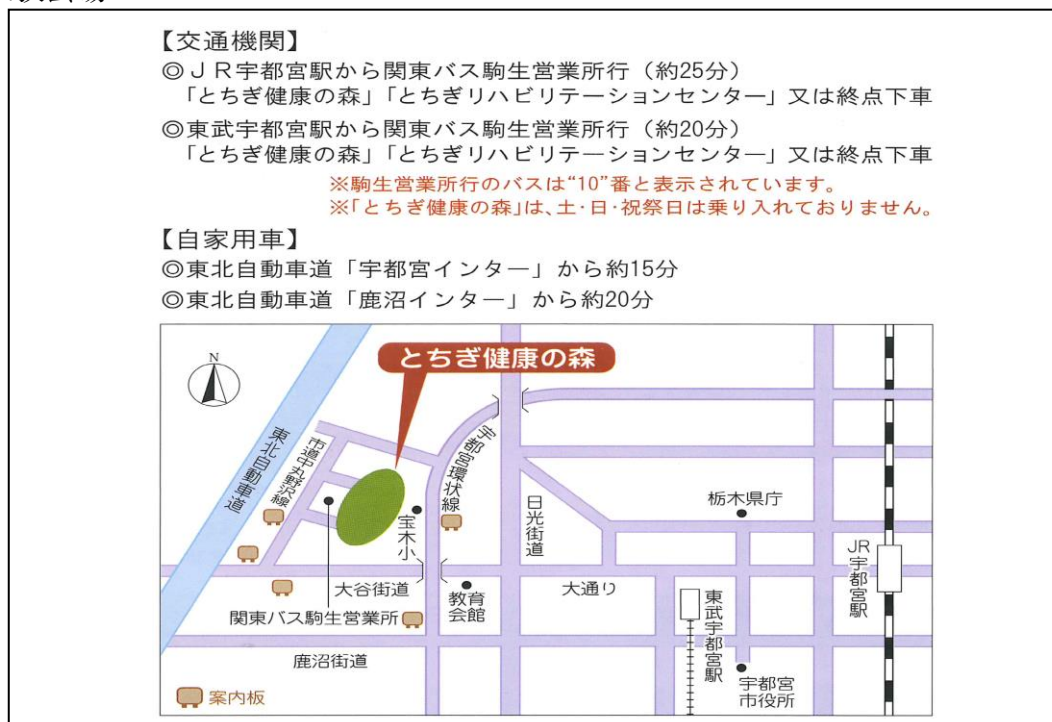 【交通機関】
◎JR宇都宮駅から関東バス駒生営業所行（約25分）
「とちぎ健康の森」「とちぎリハビリテーションセンター」又は終点下車
◎東武宇都宮駅から関東バス駒生営業所行（約20分）
「とちぎ健康の森」「とちぎリハビリテーションセンター」又は終点下車
※駒生営業所行のバスは“10”番と表示されています。
※「とちぎ健康の森」は、土・日・祝祭日は乗り入れておりません。
【自家用車】
◎東北自動車道「宇都宮インター」から約15分
◎東北自動車道「鹿沼インター」から約20分
とちぎ健康の森
N
東北自動車道
市道中丸野沢線
宇都宮環状線
宝木小
日光街道
栃木県庁
JR宇都宮駅
大谷街道
教育会館
大通り
東武宇都宮駅
関東バス駒生営業所
鹿沼街道
宇都宮市役所
案内板